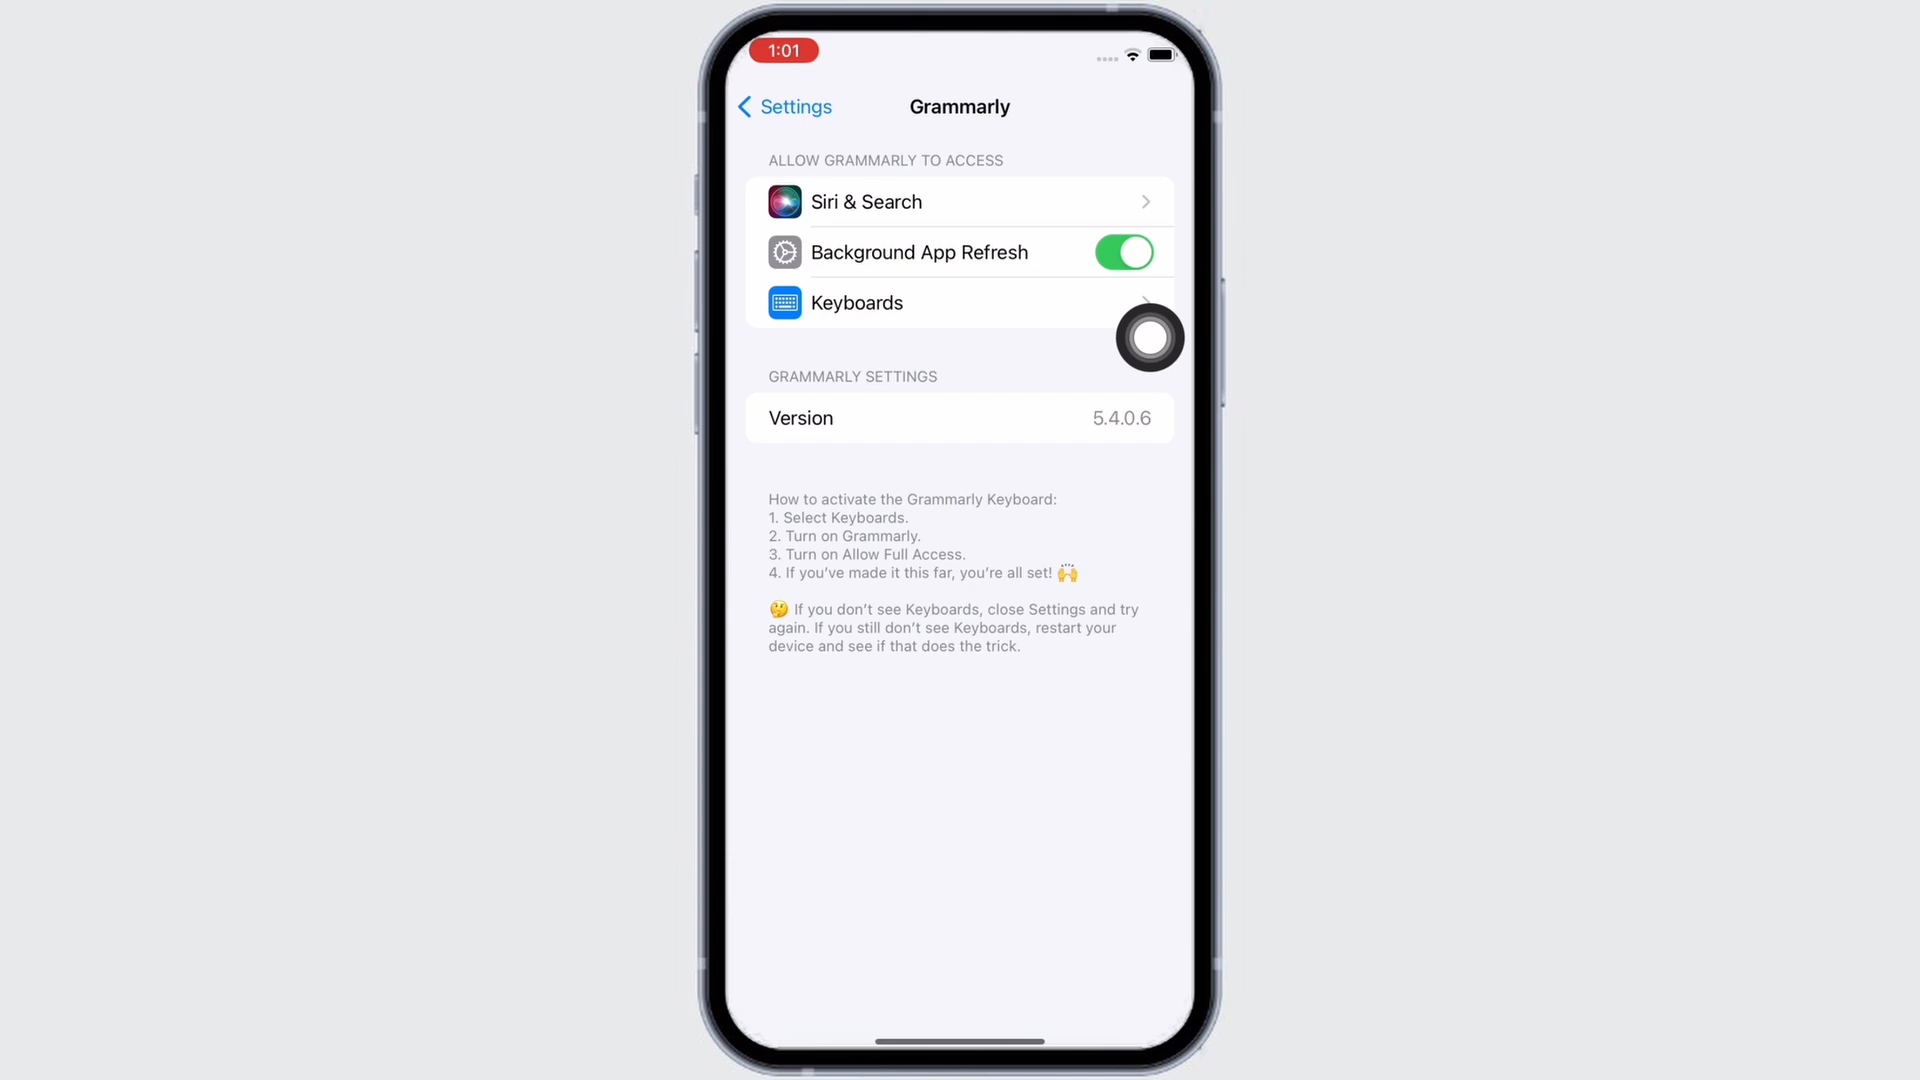 1:01
Settings
Grammarly
ALLOW GRAMMARLY TO ACCESS
Siri & Search
Background App Refresh
Keyboards
GRAMMARLY SETTINGS
Version 5.4.0.6
How to activate the Grammarly Keyboard:
1. Select Keyboards.
2. Turn on Grammarly.
3. Turn on Allow Full Access.
4. If you’ve made it this far, you’re all set! 🙌
🤔 If you don’t see Keyboards, close Settings and try
again. If you still don’t see Keyboards, restart your
device and see if that does the trick.